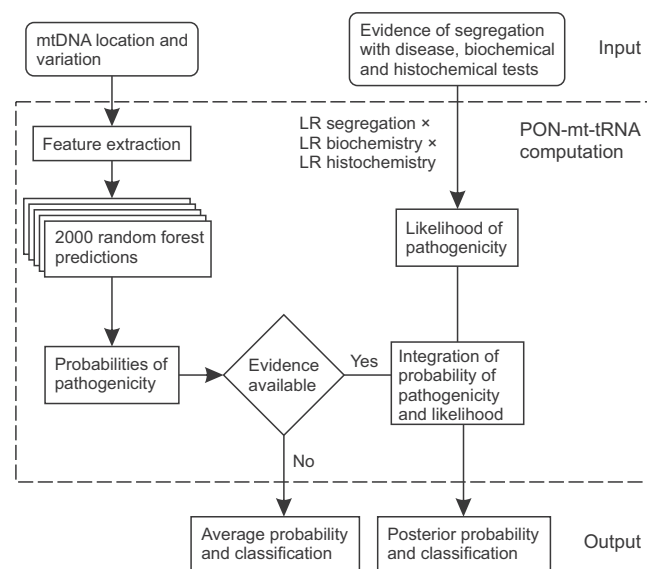 mtDNA location and
variation
Evidence of segregation
with disease, biochemical
and histochemical tests
Input
LR segregation ×
LR biochemistry ×
LR histochemistry
PON-mt-tRNA
computation
Feature extraction
2000 random forest
predictions
Likelihood of
pathogenicity
Probabilities of
pathogenicity
Evidence
available
Yes
Integration of
probability of
pathogenicity
and likelihood
No
Average probability
and classification
Posterior probability
and classification
Output